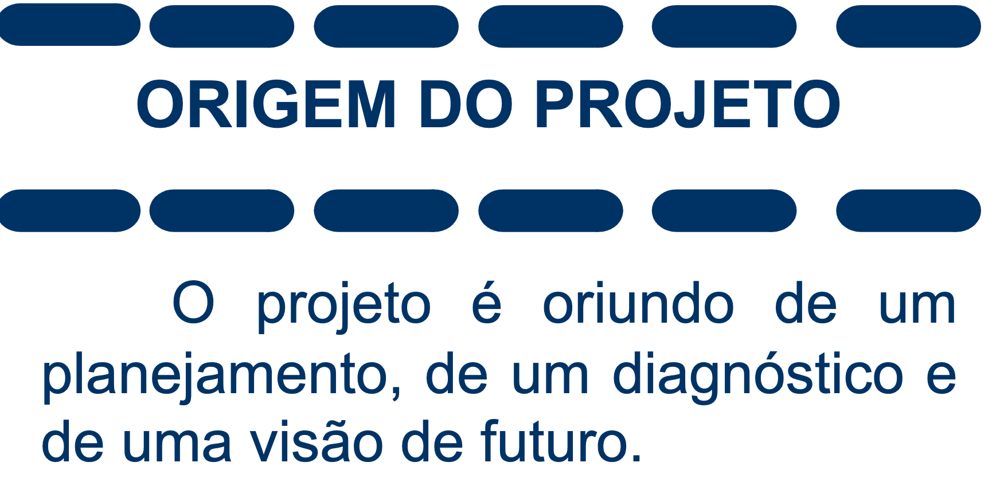 ORIGEM DO PROJETO
O projeto é oriundo de um
planejamento, de um diagnóstico e
de uma visão de futuro.